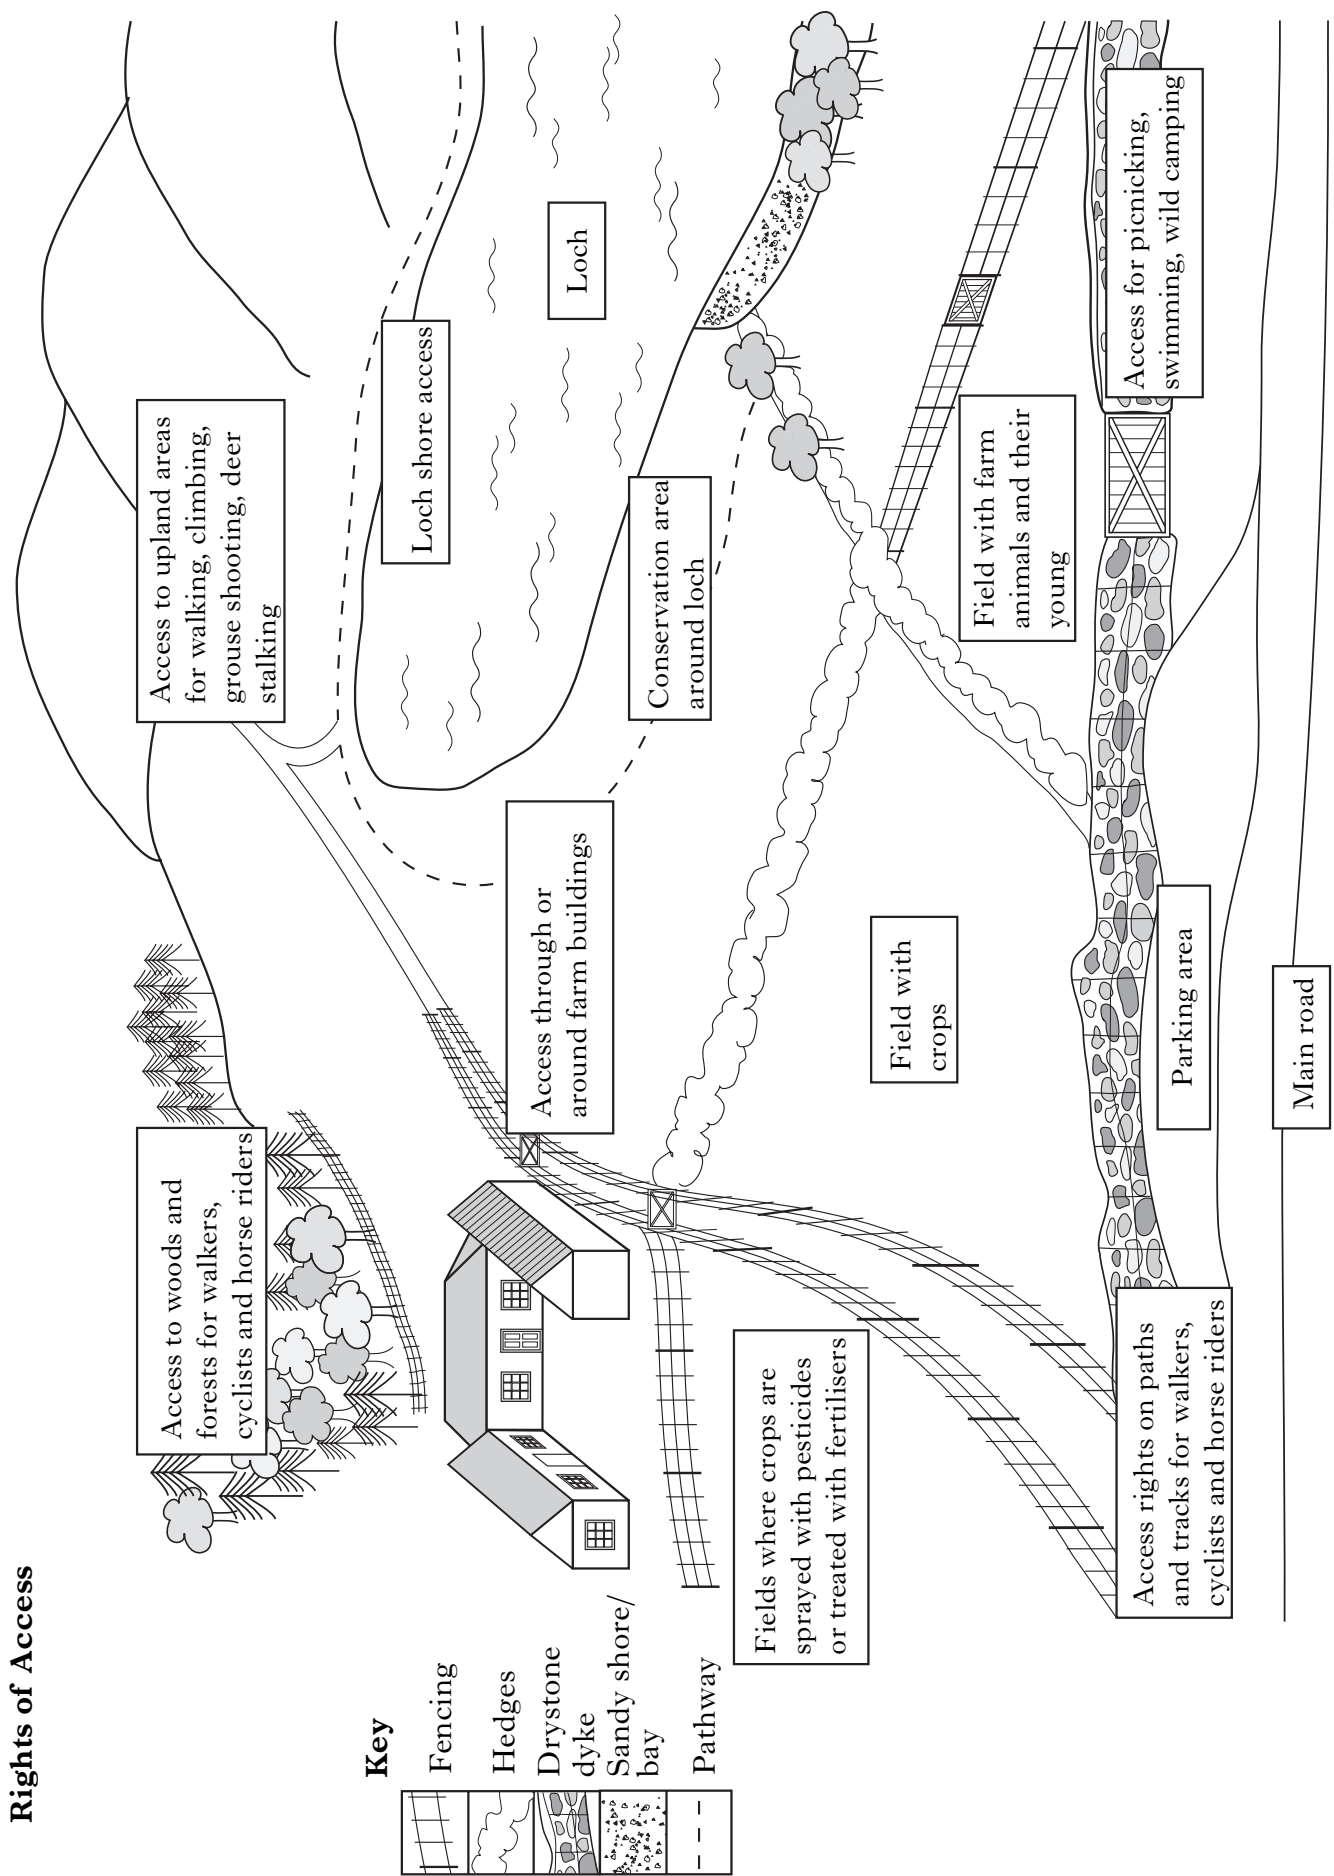 Rights of Access
Key
Fencing
Hedges
Drystone
dyke
Sandy shore/
bay
Pathway
Access to woods and
forests for walkers,
cyclists and horse riders
Access to upland areas
for walking, climbing,
grouse shooting, deer
stalking
Loch shore access
Loch
Access through or
around farm buildings
Conservation area
around loch
Fields where crops are
sprayed with pesticides
or treated with fertilisers
Field with
crops
Field with farm
animals and their
young
Access rights on paths
and tracks for walkers,
cyclists and horse riders
Parking area
Access for picnicking,
swimming, wild camping
Main road